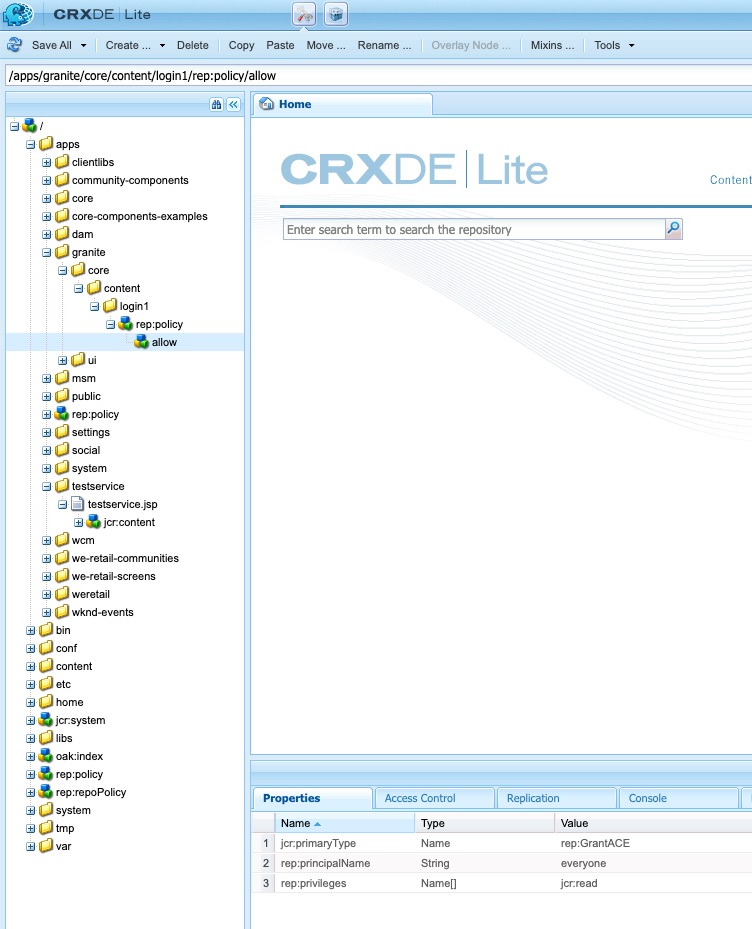 CRXDE | Lite
Save All Create ... Delete Copy Paste Move ... Rename ... Overlay Node ... Mixins ... Tools
/apps/granite/core/content/login1/rep:policy/allow
Home
/
apps
clientlibs
community-components
core
core-components-examples
dam
granite
core
content
login1
rep:policy
allow
ui
msm
public
rep:policy
settings
social
system
testservice
testservice.jsp
jcr:content
wcm
we-retail-communities
we-retail-screens
weretail
wknd-events
bin
conf
content
etc
home
jcr:system
libs
oak:index
rep:policy
rep:repoPolicy
system
tmp
var
CRXDE | Lite
Content
Enter search term to search the repository
Properties Access Control Replication Console
Name Type Value
1 jcr:primaryType Name rep:GrantACE
2 rep:principalName String everyone
3 rep:privileges Name[] jcr:read